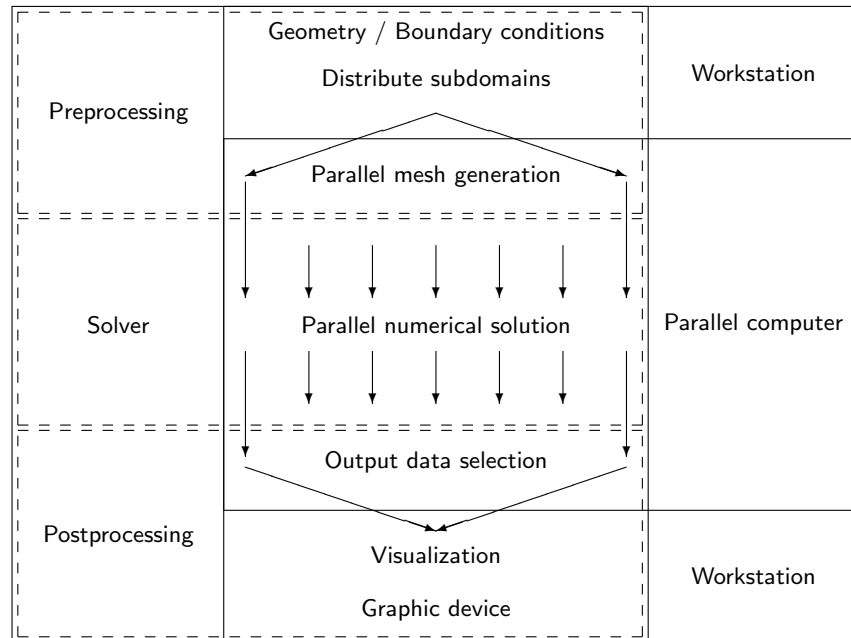 Geometry / Boundary conditions
Distribute subdomains
Workstation
Preprocessing
Parallel mesh generation
Solver
Parallel numerical solution
Parallel computer
Output data selection
Postprocessing
Visualization
Workstation
Graphic device